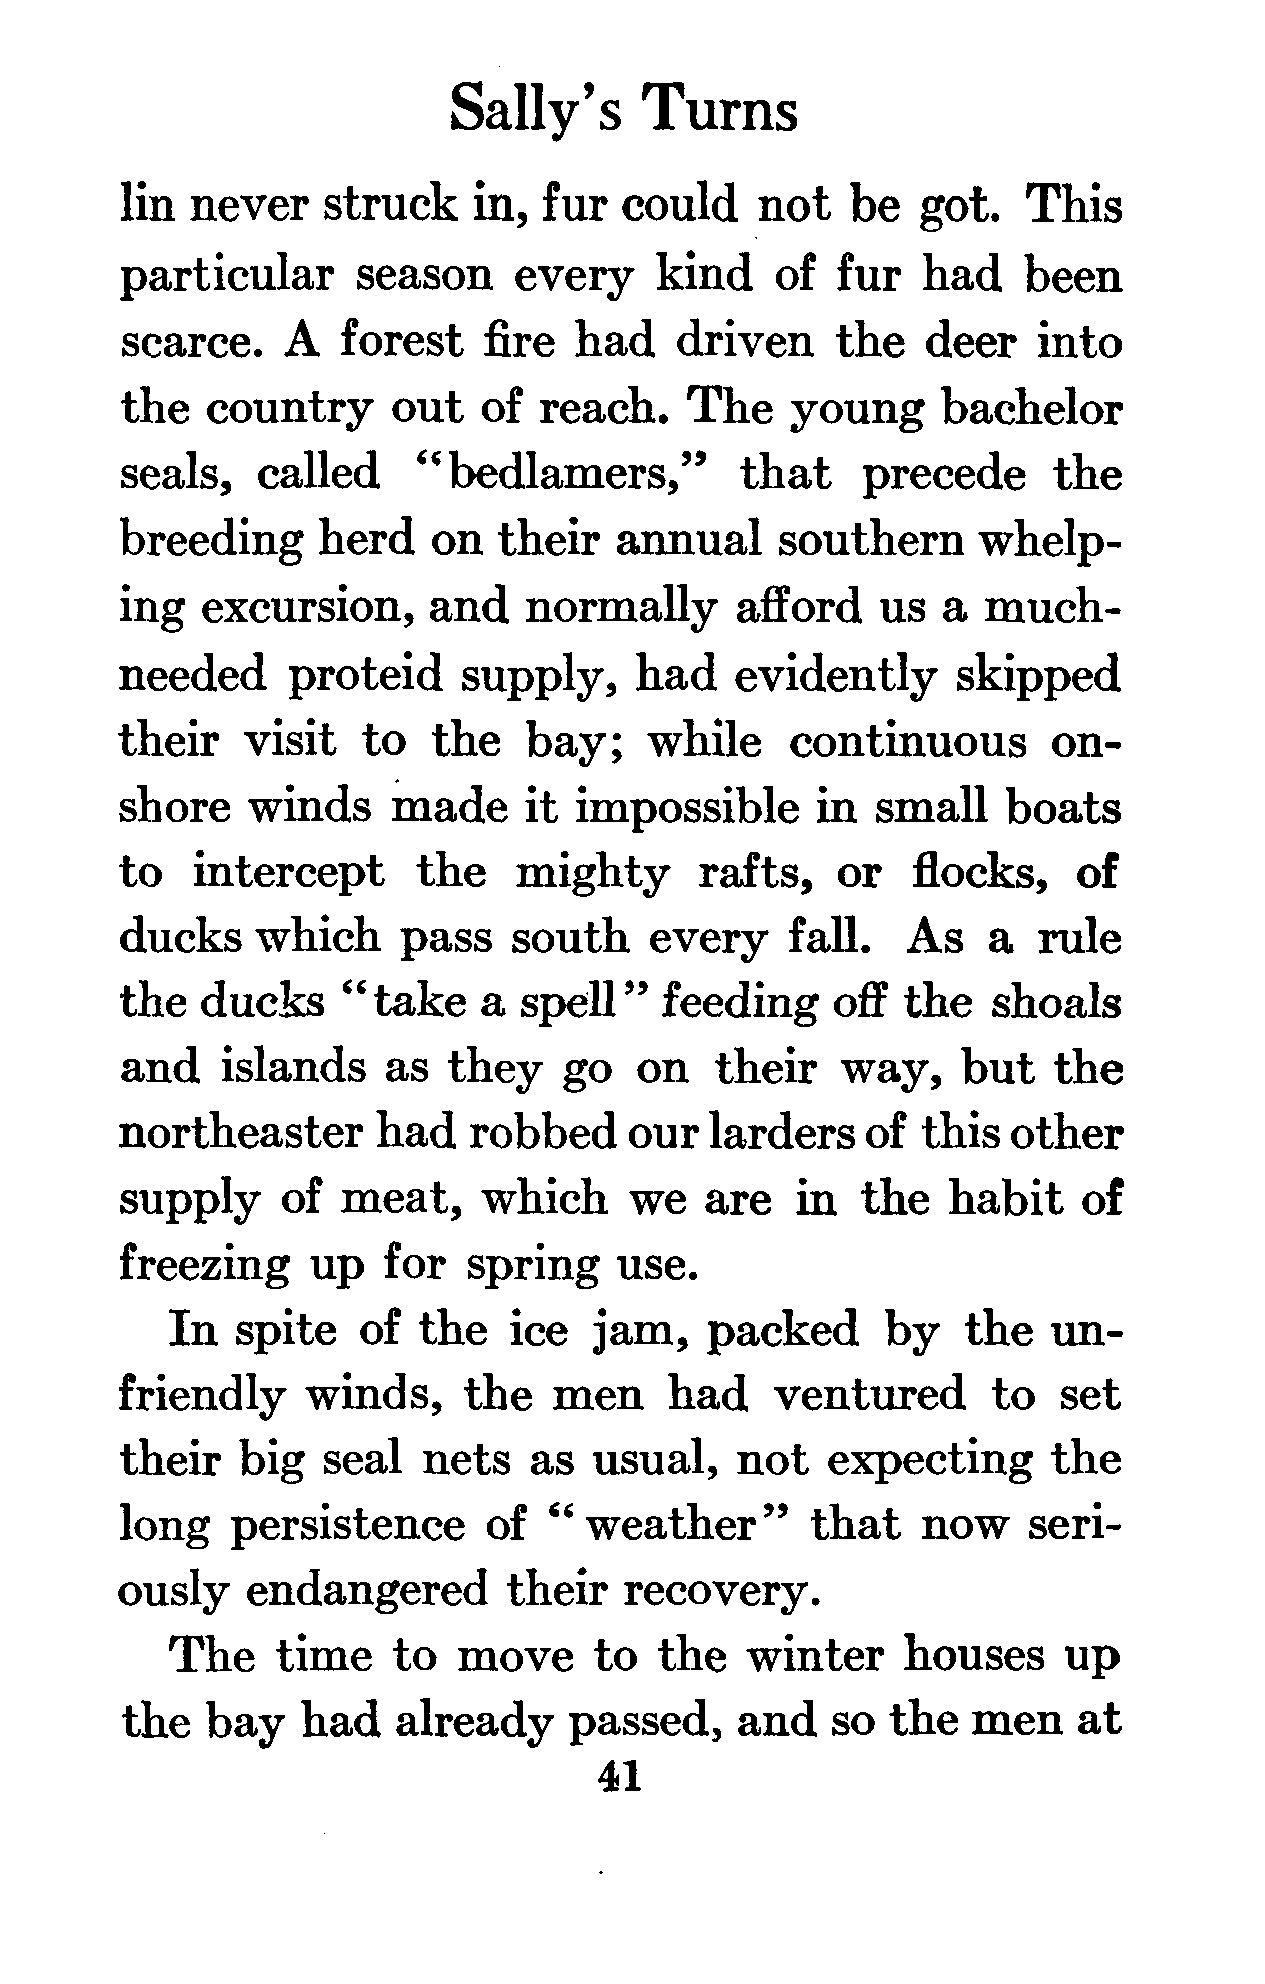 Sally's Turns
lin never struck in, fur could not be got. This
particular season every kind of fur had been
scarce. A forest fire had driven the deer into
the country out of reach. The young bachelor
seals, called “bedlamers,” that precede the
breeding herd on their annual southern whelp-
ing excursion, and normally afford us a much-
needed proteid supply, had evidently skipped
their visit to the bay; while continuous on-
shore winds made it impossible in small boats
to intercept the mighty rafts, or flocks, of
ducks which pass south every fall. As a rule
the ducks “take a spell” feeding off the shoals
and islands as they go on their way, but the
northeaster had robbed our larders of this other
supply of meat, which we are in the habit of
freezing up for spring use.
In spite of the ice jam, packed by the un-
friendly winds, the men had ventured to set
their big seal nets as usual, not expecting the
long persistence of “weather” that now seri-
ously endangered their recovery.
The time to move to the winter houses up
the bay had already passed, and so the men at
41